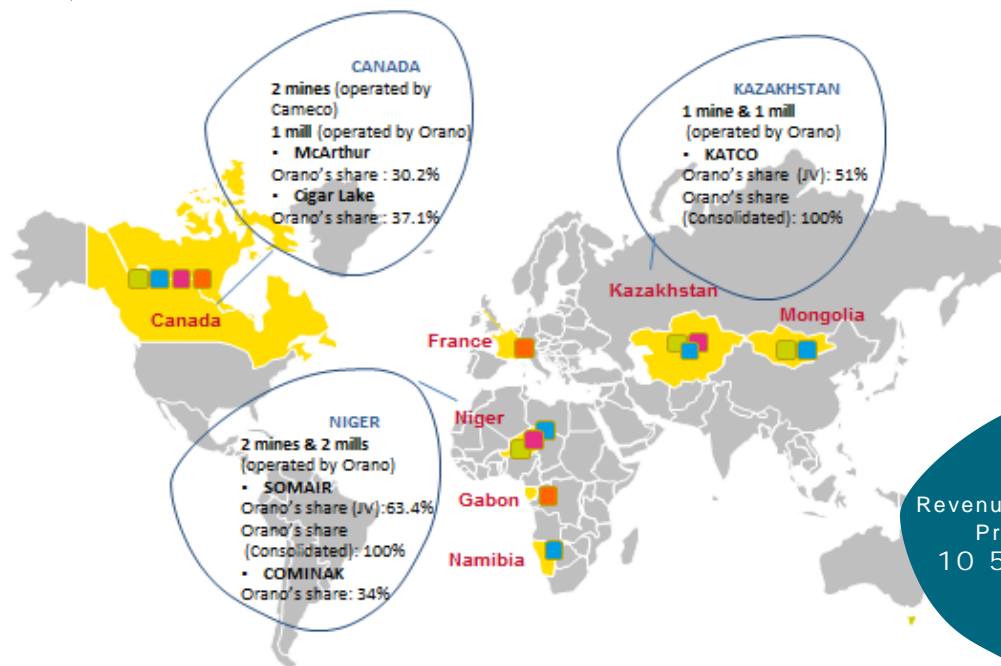 CANADA
2 mines (operated by
Cameco)
1 mill (operated by Orano)
• McArthur
Orano's share : 30.2%
• Cigar Lake
Orano's share : 37.1%
KAZAKHSTAN
1 mine & 1 mill
(operated by Orano)
• KATCO
Orano's share (JV): 51%
Orano's share
(Consolidated): 100%
Canada
France
Kazakhstan
Mongolia
Niger
Gabon
Namibia
NIGER
2 mines & 2 mills
(operated by Orano)
• SOMAIR
Orano's share (JV):63.4%
Orano's share
(Consolidated): 100%
• COMINAK
Orano's share: 34%
10 5